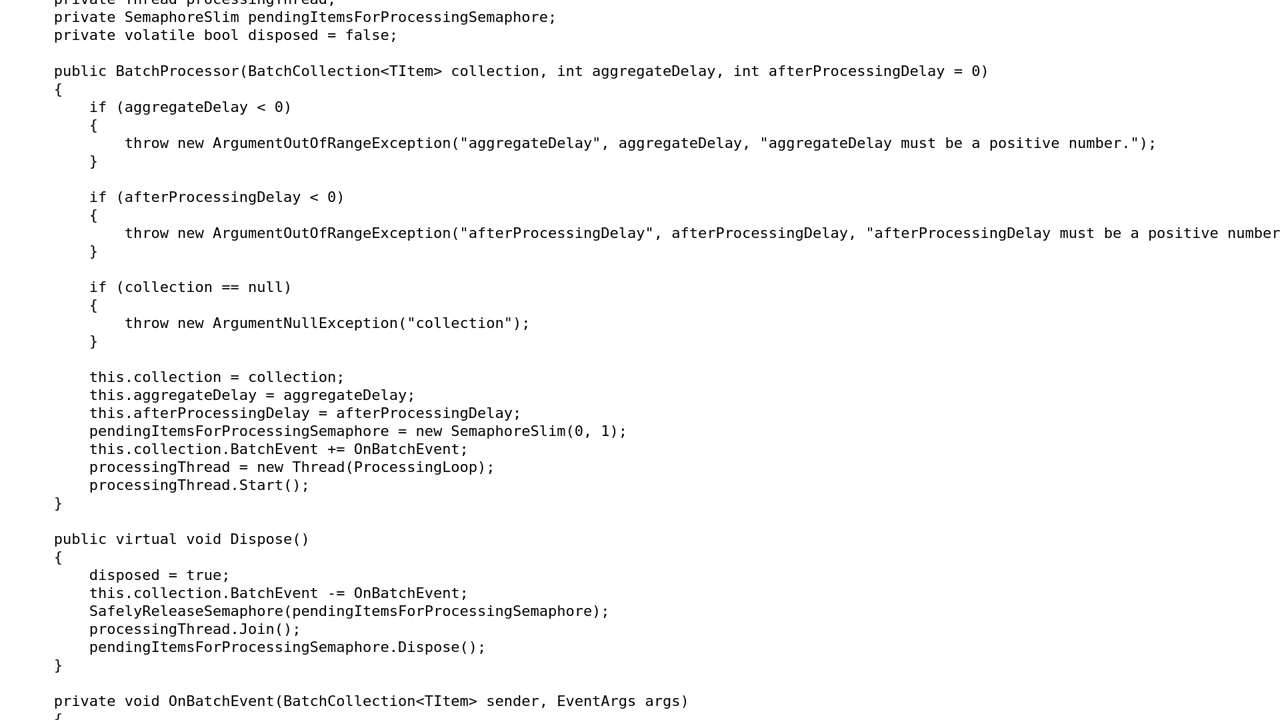 private Thread processingThread;
private SemaphoreSlim pendingItemsForProcessingSemaphore;
private volatile bool disposed = false;

public BatchProcessor(BatchCollection<TItem> collection, int aggregateDelay, int afterProcessingDelay = 0)
{
    if (aggregateDelay < 0)
    {
        throw new ArgumentOutOfRangeException("aggregateDelay", aggregateDelay, "aggregateDelay must be a positive number.");
    }

    if (afterProcessingDelay < 0)
    {
        throw new ArgumentOutOfRangeException("afterProcessingDelay", afterProcessingDelay, "afterProcessingDelay must be a positive number
    }

    if (collection == null)
    {
        throw new ArgumentNullException("collection");
    }

    this.collection = collection;
    this.aggregateDelay = aggregateDelay;
    this.afterProcessingDelay = afterProcessingDelay;
    pendingItemsForProcessingSemaphore = new SemaphoreSlim(0, 1);
    this.collection.BatchEvent += OnBatchEvent;
    processingThread = new Thread(ProcessingLoop);
    processingThread.Start();
}

public virtual void Dispose()
{
    disposed = true;
    this.collection.BatchEvent -= OnBatchEvent;
    SafelyReleaseSemaphore(pendingItemsForProcessingSemaphore);
    processingThread.Join();
    pendingItemsForProcessingSemaphore.Dispose();
}

private void OnBatchEvent(BatchCollection<TItem> sender, EventArgs args)
{